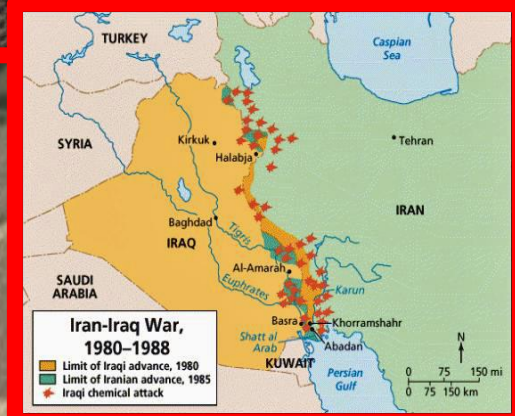 TURKEY
Caspian
Sea
SYRIA
Kirkuk
Halabja
Tehran
IRAN
Baghdad
Tigris
IRAQ
Al-Amarah
Euphrates
Karun
SAUDI
ARABIA
Basra
Khorramshahr
Shatt al
Arab
Abadan
KUWAIT
Persian
Gulf
N
0 75 150 mi
0 75 150 km
Iran-Iraq War,
1980–1988
Limit of Iraqi advance, 1980
Limit of Iranian advance, 1985
Iraqi chemical attack